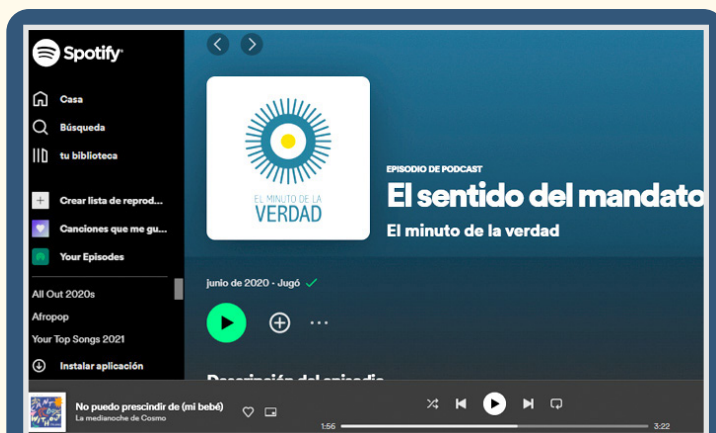 Spotify
Casa
Búsqueda
tu biblioteca
Crear lista de reprod...
Canciones que me gu...
Your Episodes
All Out 2020s
Afropop
Your Top Songs 2021
Instalar aplicación
EL MINUTO DE LA
VERDAD
EPISODIO DE PODCAST
El sentido del mandato
El minuto de la verdad
junio de 2020 - Jugó
Descripción del episodio
No puedo prescindir de (mi bebé)
La medianoche de Cosmo
1:56
3:22